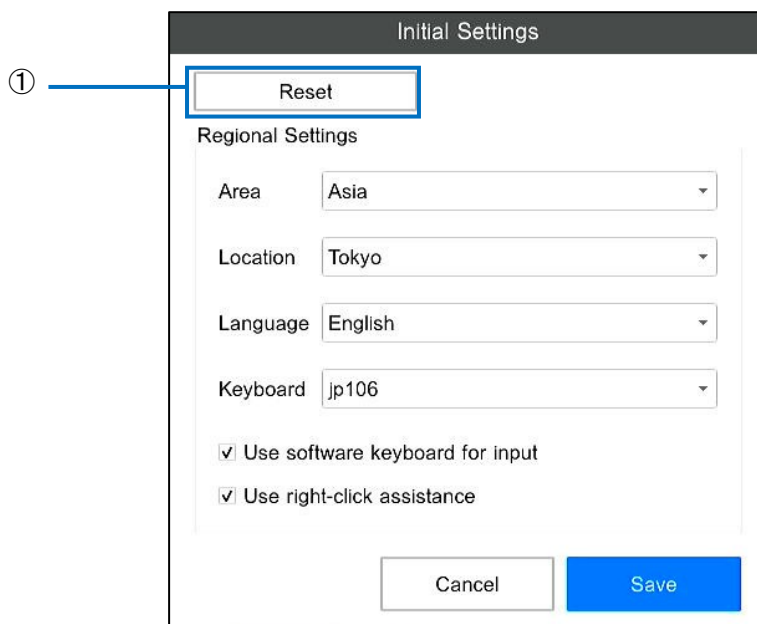 Initial Settings
①
Reset
Regional Settings
Area Asia
Location Tokyo
Language English
Keyboard jp106
Use software keyboard for input
Use right-click assistance
Cancel Save